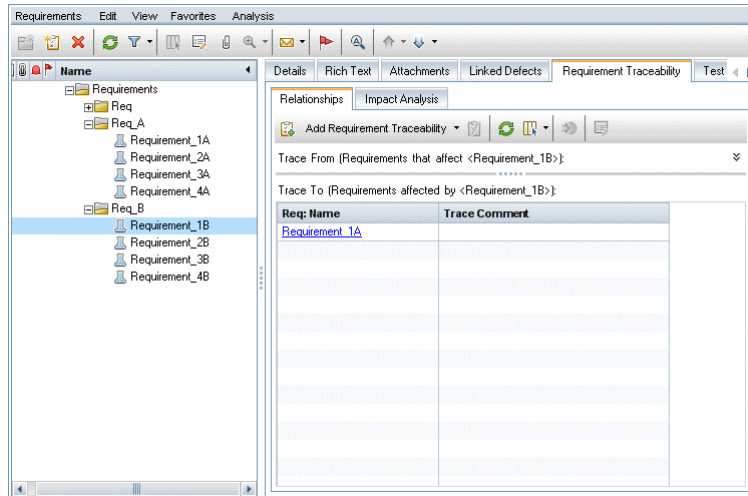 Requirements Edit View Favorites Analysis
Name
Requirements
Req
Req_A
Requirement_1A
Requirement_2A
Requirement_3A
Requirement_4A
Req_B
Requirement_1B
Requirement_2B
Requirement_3B
Requirement_4B
Details Rich Text Attachments Linked Defects Requirement Traceability Test
Relationships Impact Analysis
Add Requirement Traceability
Trace From (Requirements that affect <Requirement_1B>):
Trace To (Requirements affected by <Requirement_1B>):
Req: Name Trace Comment
Requirement_1A